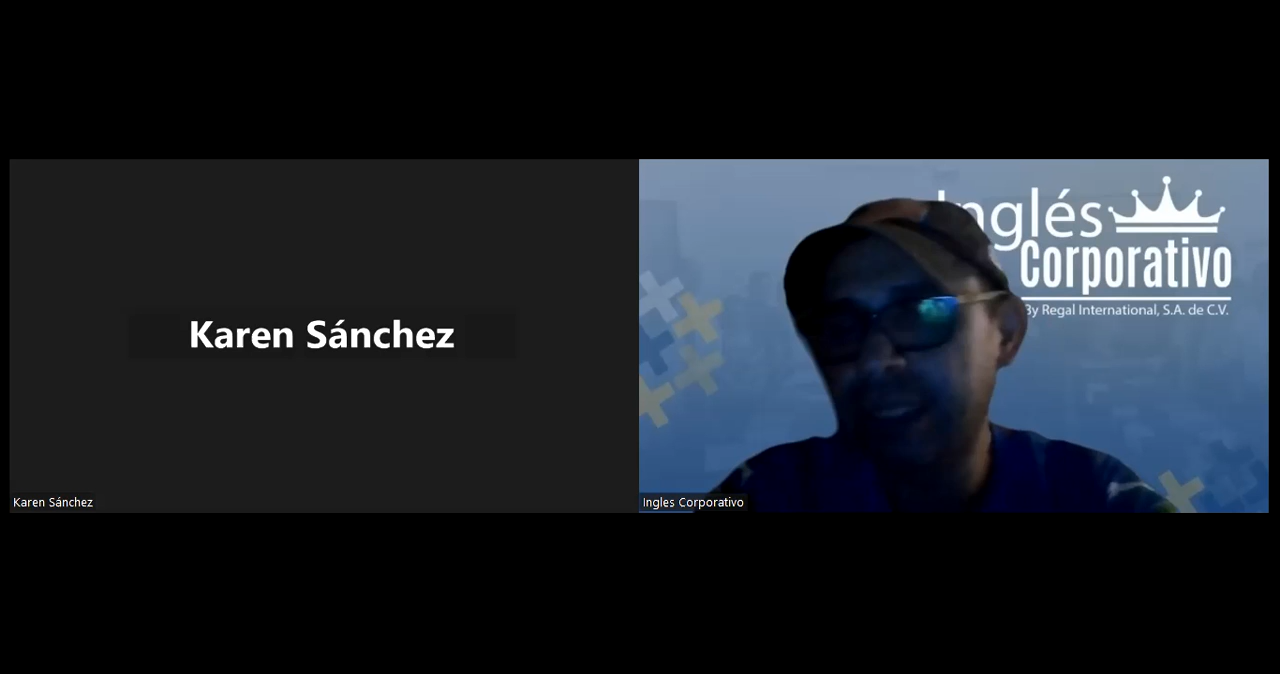 Karen Sánchez
Karen Sánchez
Inglés
Corporativo
By Regal International, S.A. de C.V.
Ingles Corporativo